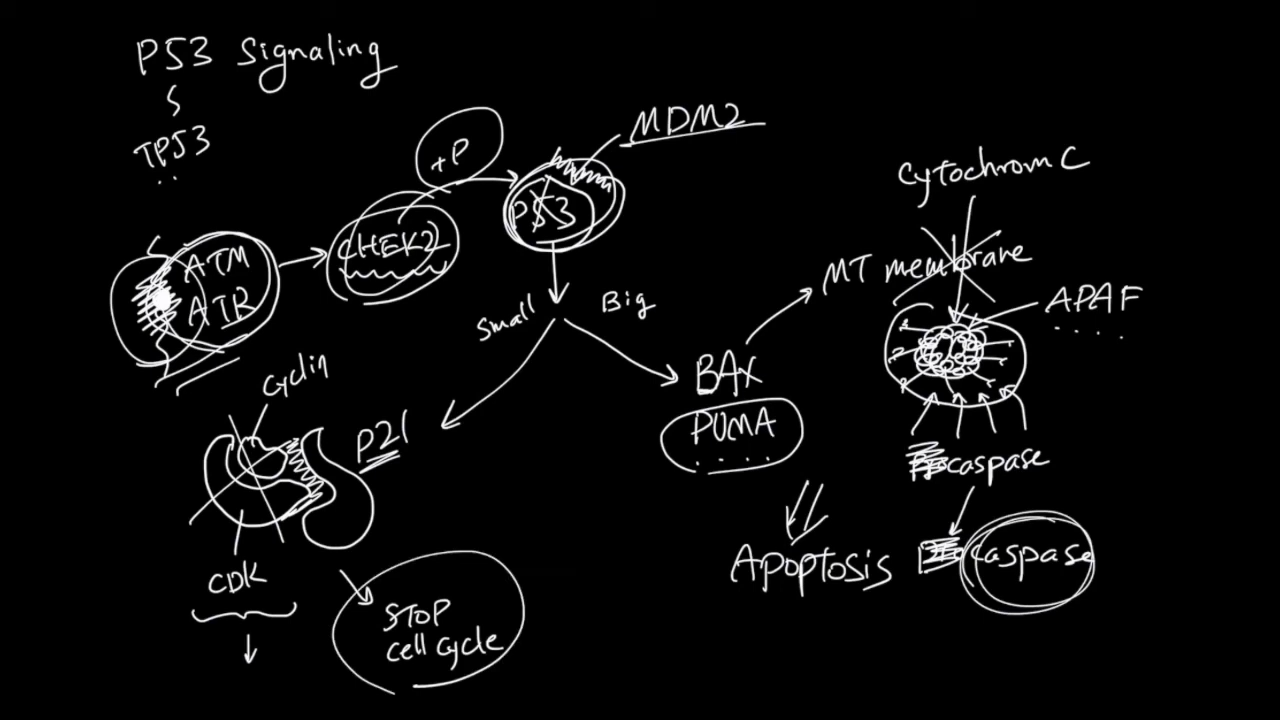 P53 Signaling
TP53
+P
MDM2
P53
CHEK2
ATM
ATR
Cytochrom C
MT membrane
APAF
Small
Big
Cyclin
P21
BAX
PUMA
caspase
Apoptosis
caspase
CDK
STOP
cell cycle